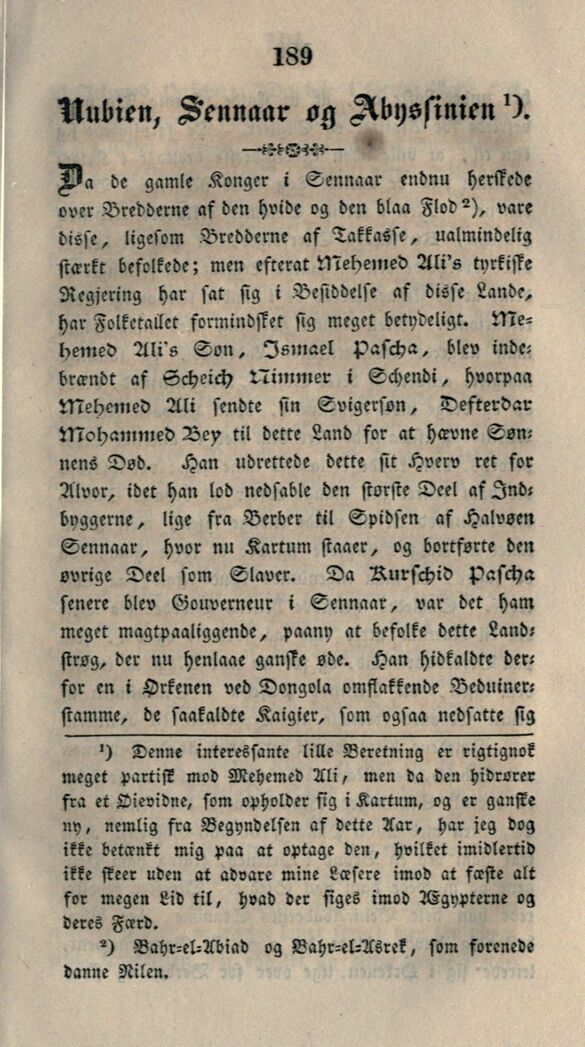 189
Nubien, Sennaar og Abyssinien ¹).
Da de gamle Konger i Sennaar endnu herskede
over Bredderne af den hvide og den blaa Flod ²), vare
disse, ligesom Bredderne af Takkasse, ualmindelig
stærkt befolkede; men efterat Mehemed Ali's tyrkiske
Regjering har sat sig i Besiddelse af disse Lande,
har Folketallet formindsket sig meget betydeligt. Me-
hemed Ali's Søn, Ismael Pascha, blev inde-
brændt af Scheich Nimmer i Schendi, hvorpaa
Mehemed Ali sendte sin Svigersøn, Defterdar
Mohammed Bey til dette Land for at hævne Søn-
nens Død. Han udrettede dette sit Hverv ret for
Alvor, idet han lod nedsable den største Deel af Ind-
byggerne, lige fra Berber til Spidsen af Halvøen
Sennaar, hvor nu Kartum staaer, og bortførte den
øvrige Deel som Slaver. Da Kurschid Pascha
senere blev Gouverneur i Sennaar, var det ham
meget magtpaaliggende, paany at befolke dette Land-
strøg, der nu henlaae ganske øde. Han hidkaldte der-
for en i Ørkenen ved Dongola omflakkende Beduiner-
stamme, de saakaldte Kaigier, som ogsaa nedsatte sig
¹) Denne interessante lille Beretning er rigtignok
meget partisk mod Mehemed Ali, men da den hidrører
fra et Øievidne, som opholder sig i Kartum, og er ganske
ny, nemlig fra Begyndelsen af dette Aar, har jeg dog
ikke betænkt mig paa at optage den, hvilket imidlertid
ikke skeer uden at advare mine Læsere imod at fæste alt
for megen Lid til, hvad der siges imod Ægypterne og
deres Færd.
²) Bahr-el-Abiad og Bahr-el-Asrek, som forenede
danne Nilen.